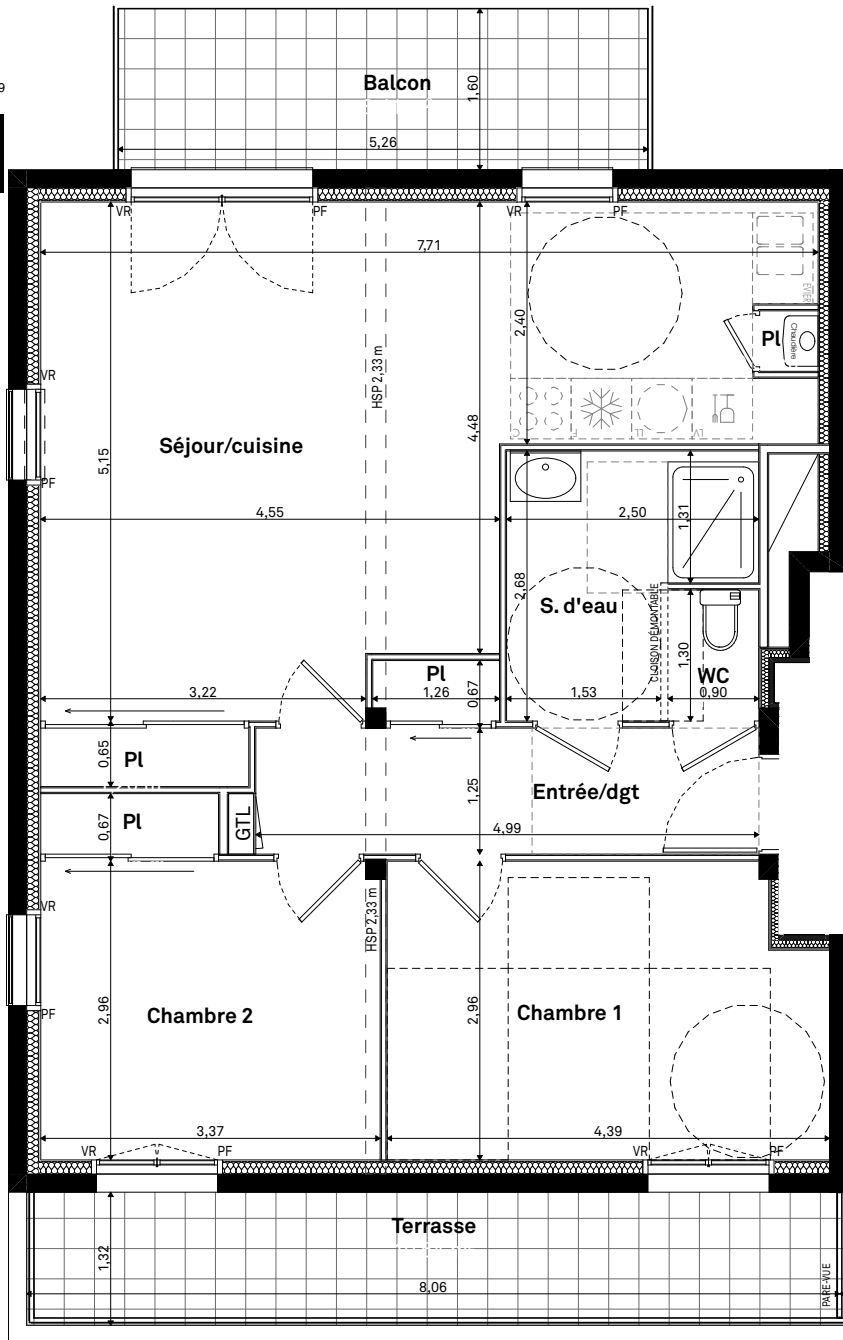 9
Balcon
1,60
5,26
VR
PF
VR
PF
7,71
EVIER
2,40
Pl
Chaudière
HSP 2,33 m
VR
C
F
LL
LV
4,48
Séjour/cuisine
5,15
PF
4,55
2,50
1,31
2,68
S. d'eau
CLOISON DÉMONTABLE
1,30
WC
Pl
3,22
1,26
0,67
1,53
0,90
0,65
Pl
0,67
Pl
GTL
1,25
Entrée/dgt
4,99
VR
HSP 2,33 m
PF
2,96
Chambre 2
2,96
Chambre 1
3,37
4,39
VR
PF
VR
PF
Terrasse
1,32
8,06
PARE-VUE